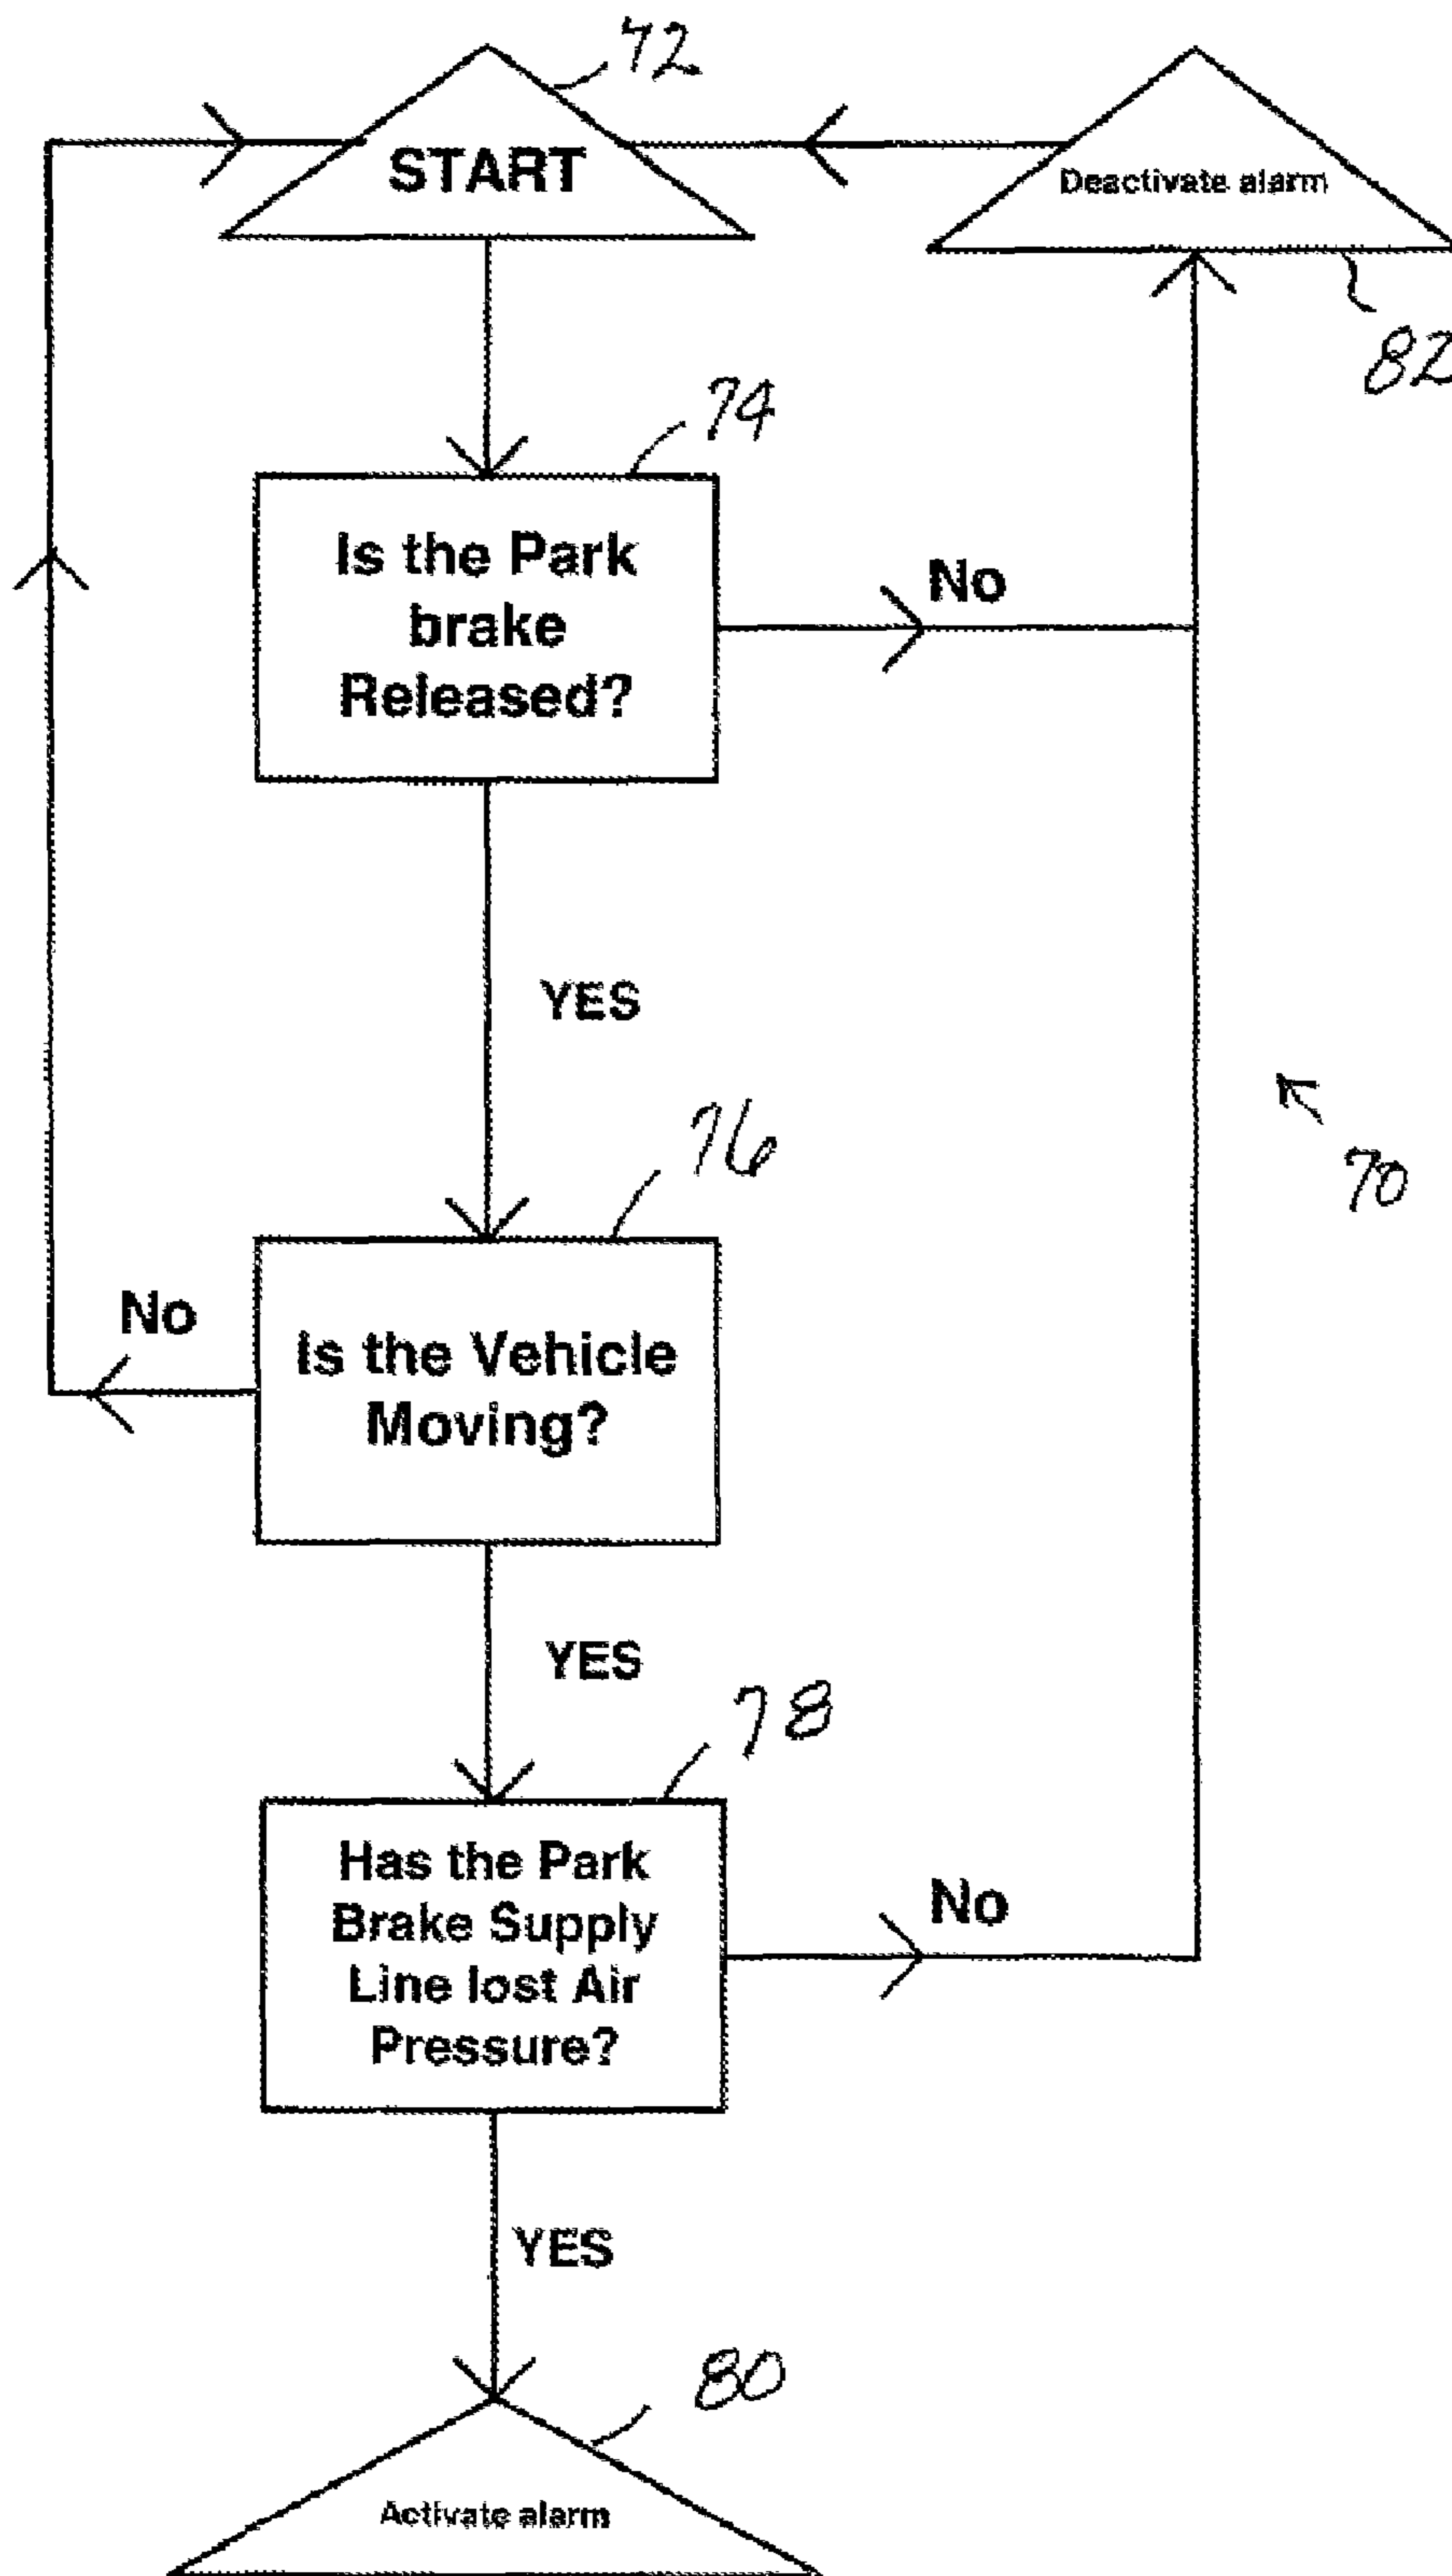 72
START
Deactivate alarm
82
74
Is the Park
brake
Released?
No
YES
76
No
Is the Vehicle
Moving?
70
YES
78
Has the Park
Brake Supply
Line lost Air
Pressure?
No
YES
80
Activate alarm